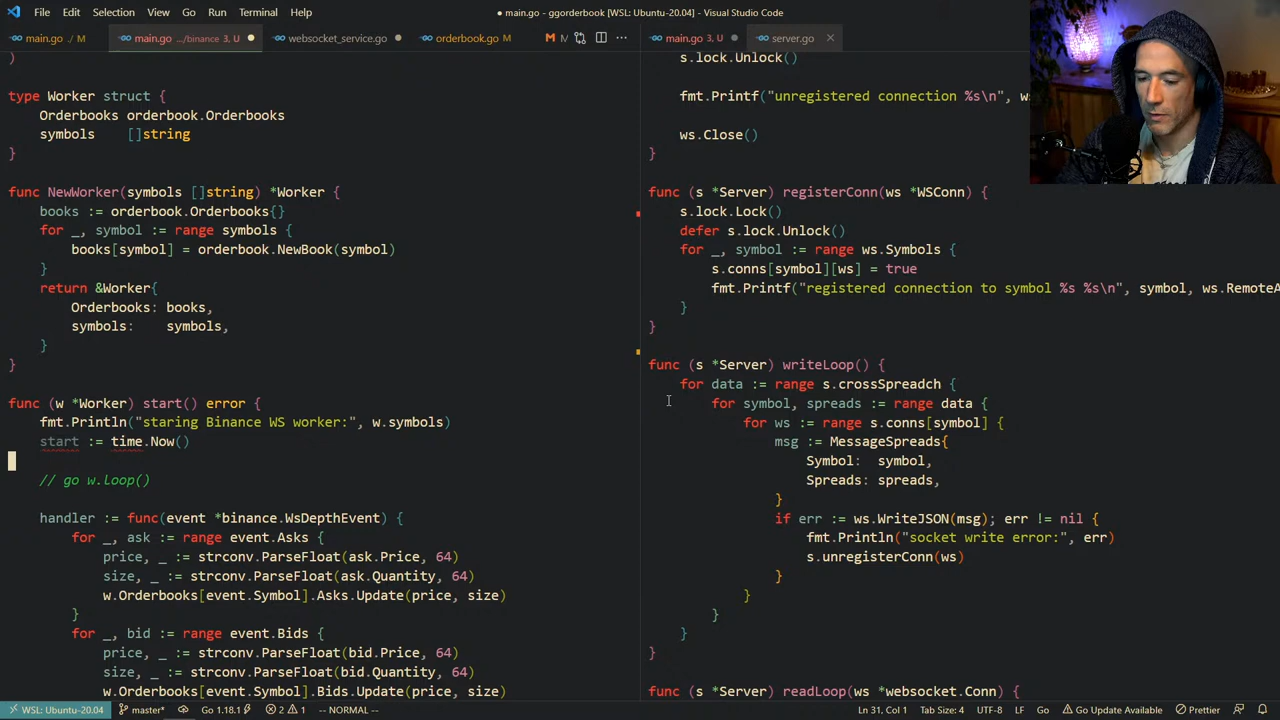 File Edit Selection View Go Run Terminal Help
● main.go - ggorderbook [WSL: Ubuntu-20.04] - Visual Studio Code
main.go ./ M
main.go .../binance 3, U
websocket_service.go
orderbook.go M
M
main.go 3, U
server.go
)
type Worker struct {
Orderbooks orderbook.Orderbooks
symbols []string
}
func NewWorker(symbols []string) *Worker {
books := orderbook.Orderbooks{}
for _, symbol := range symbols {
books[symbol] = orderbook.NewBook(symbol)
}
return &Worker{
Orderbooks: books,
symbols: symbols,
}
}
func (w *Worker) start() error {
fmt.Println("staring Binance WS worker:", w.symbols)
start := time.Now()
// go w.Loop()
handler := func(event *binance.WsDepthEvent) {
for _, ask := range event.Asks {
price, _ := strconv.ParseFloat(ask.Price, 64)
size, _ := strconv.ParseFloat(ask.Quantity, 64)
w.Orderbooks[event.Symbol].Asks.Update(price, size)
}
for _, bid := range event.Bids {
price, _ := strconv.ParseFloat(bid.Price, 64)
size, _ := strconv.ParseFloat(bid.Quantity, 64)
w.Orderbooks[event.Symbol].Bids.Update(price, size)
s.lock.Unlock()
fmt.Printf("unregistered connection %s\n", ws
ws.Close()
}
func (s *Server) registerConn(ws *WSConn) {
s.lock.Lock()
defer s.lock.Unlock()
for _, symbol := range ws.Symbols {
s.conns[symbol][ws] = true
fmt.Printf("registered connection to symbol %s %s\n", symbol, ws.RemoteA
}
}
func (s *Server) writeLoop() {
for data := range s.crossSpreadch {
for symbol, spreads := range data {
for ws := range s.conns[symbol] {
msg := MessageSpreads{
Symbol: symbol,
Spreads: spreads,
}
if err := ws.WriteJSON(msg); err != nil {
fmt.Println("socket write error:", err)
s.unregisterConn(ws)
}
}
}
}
}
func (s *Server) readLoop(ws *websocket.Conn) {
WSL: Ubuntu-20.04 master* Go 1.18.1 2 1 -- NORMAL -- Ln 31, Col 1 Tab Size: 4 UTF-8 LF Go Go Update Available Prettier